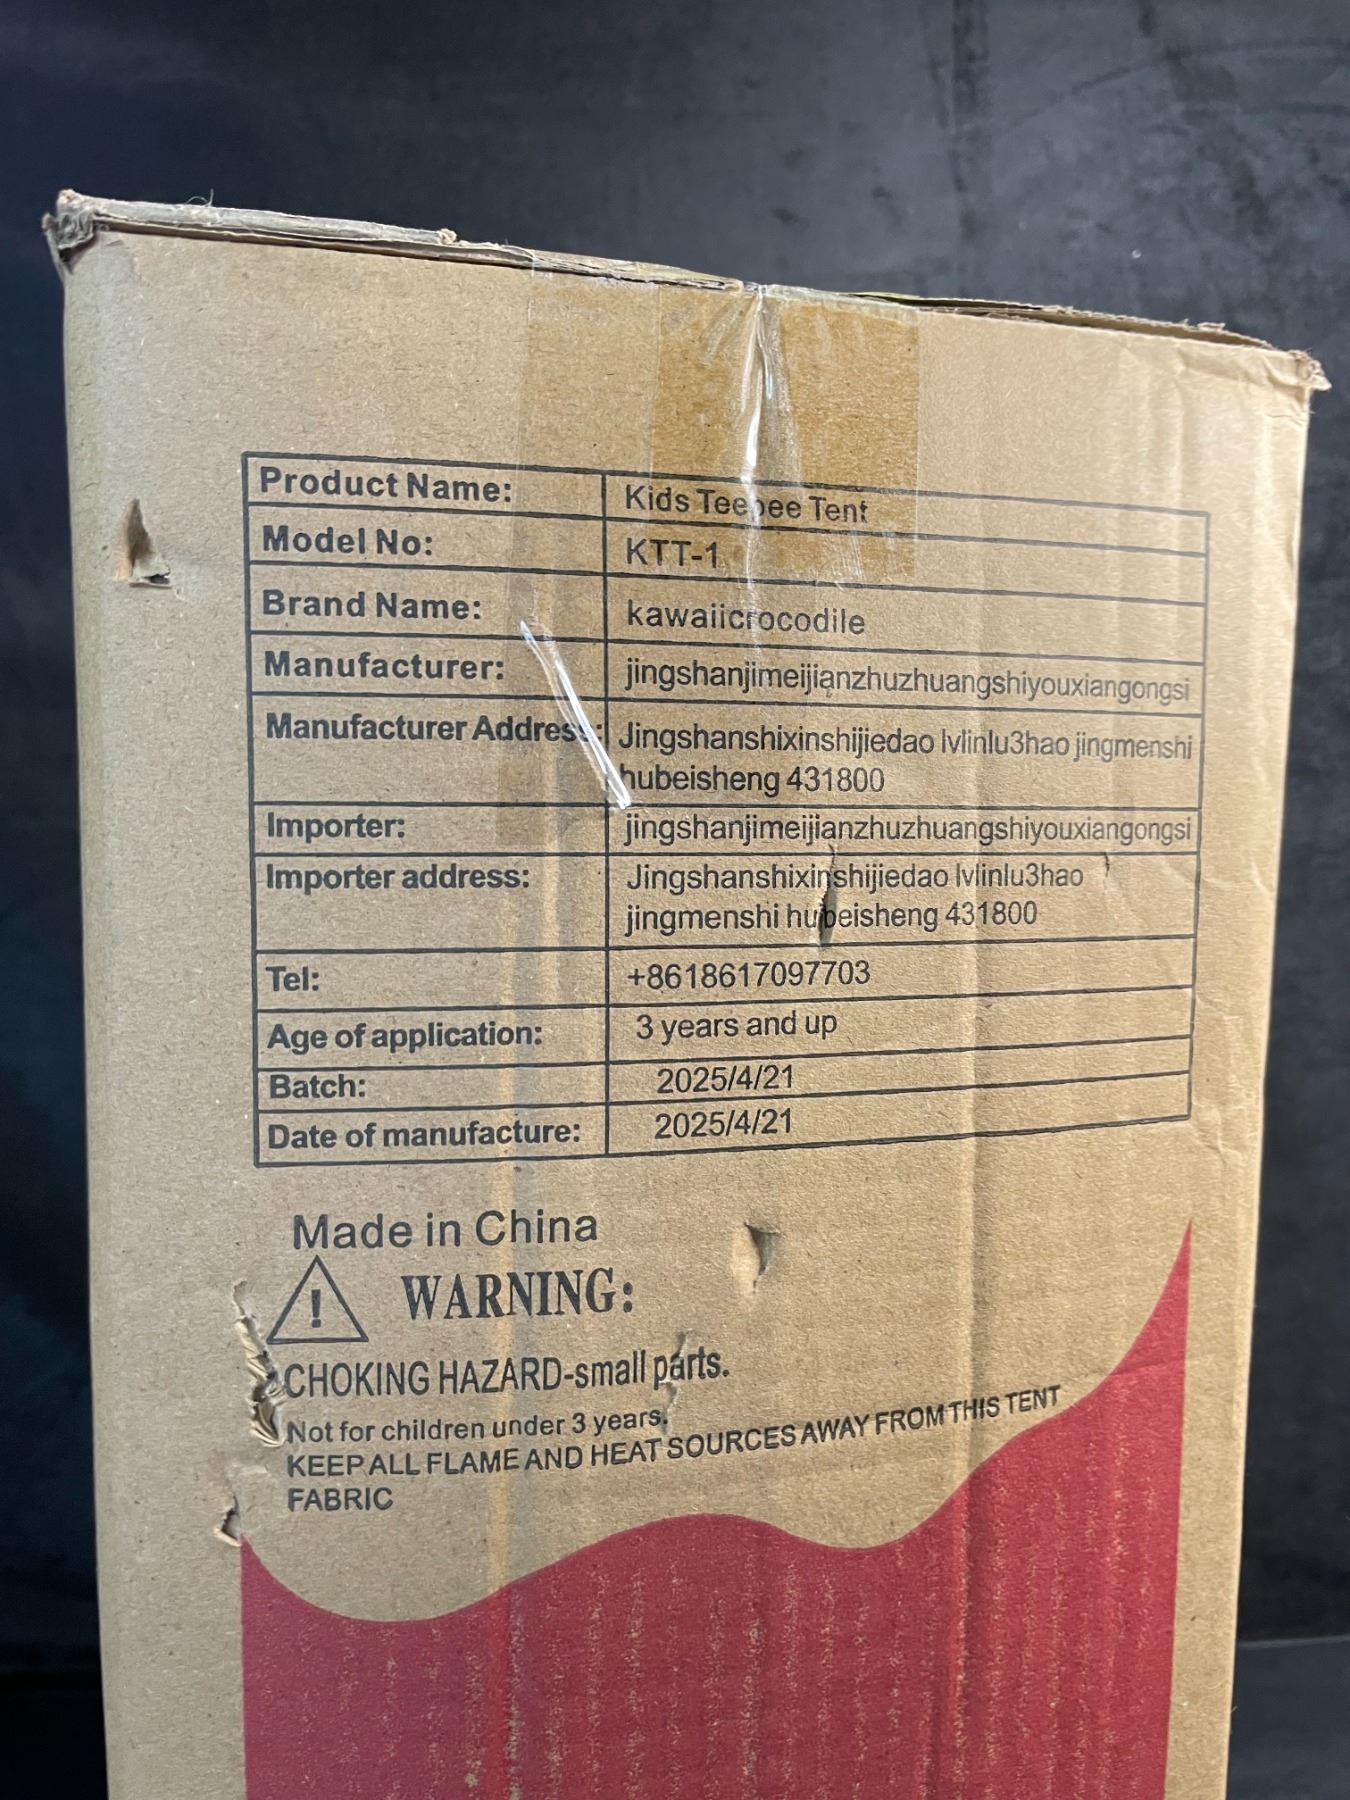 Product Name: Kids Teepee Tent
Model No: KTT-1
Brand Name: kawaiicrocodile
Manufacturer: jingshanjimeijianzhuzhuangshiyouxiangongsi
Manufacturer Address: Jingshanshixinshijiedao lvlinlu3hao jingmenshi
hubeisheng 431800
Importer: jingshanjimeijianzhuzhuangshiyouxiangongsi
Importer address: Jingshanshixinshijiedao lvlinlu3hao
jingmenshi hubeisheng 431800
Tel: +8618617097703
Age of application: 3 years and up
Batch: 2025/4/21
Date of manufacture: 2025/4/21
Made in China
! WARNING:
CHOKING HAZARD-small parts.
Not for children under 3 years.
KEEP ALL FLAME AND HEAT SOURCES AWAY FROM THIS TENT
FABRIC